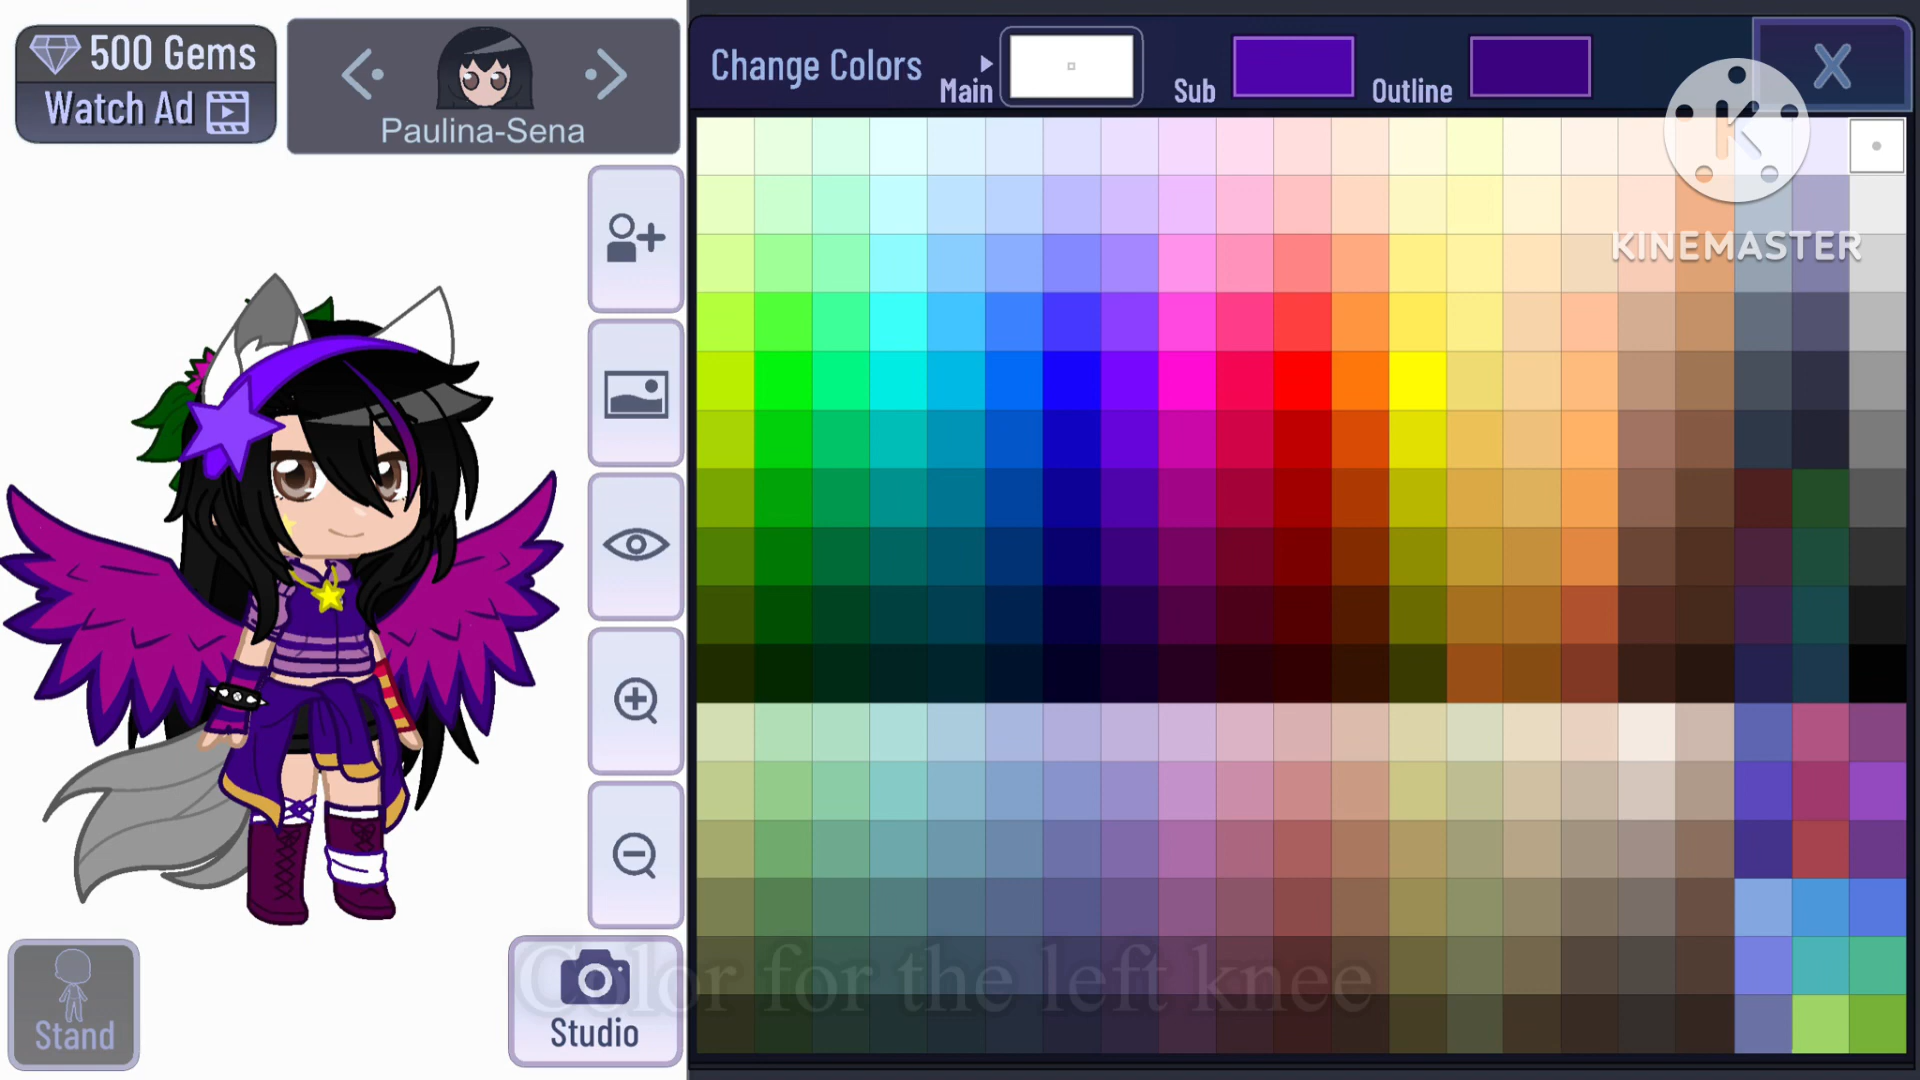 500 Gems
Watch Ad
Paulina-Sena
Change Colors
Main
Sub
Outline
X
KINEMASTER
Color for the left knee
Stand
Studio